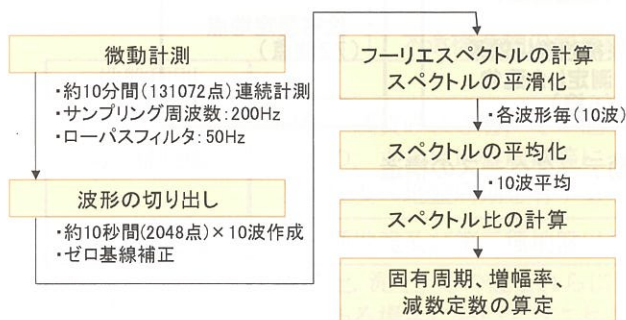 微動計測
・約10分間(131072点)連続計測
・サンプリング周波数:200Hz
・ローパスフィルタ:50Hz
波形の切り出し
・約10秒間(2048点)×10波作成
・ゼロ基線補正
フーリエスペクトルの計算
スペクトルの平滑化
・各波形毎(10波)
スペクトルの平均化
・10波平均
スペクトル比の計算
固有周期、増幅率、
減数定数の算定